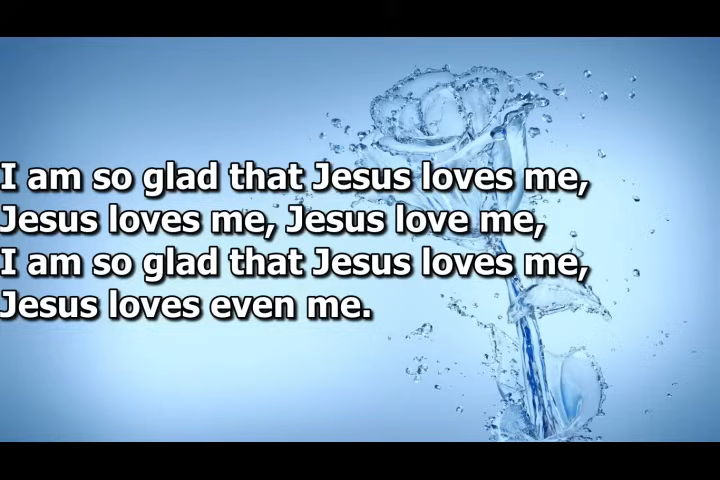 I am so glad that Jesus loves me,
Jesus loves me, Jesus love me,
I am so glad that Jesus loves me,
Jesus loves even me.